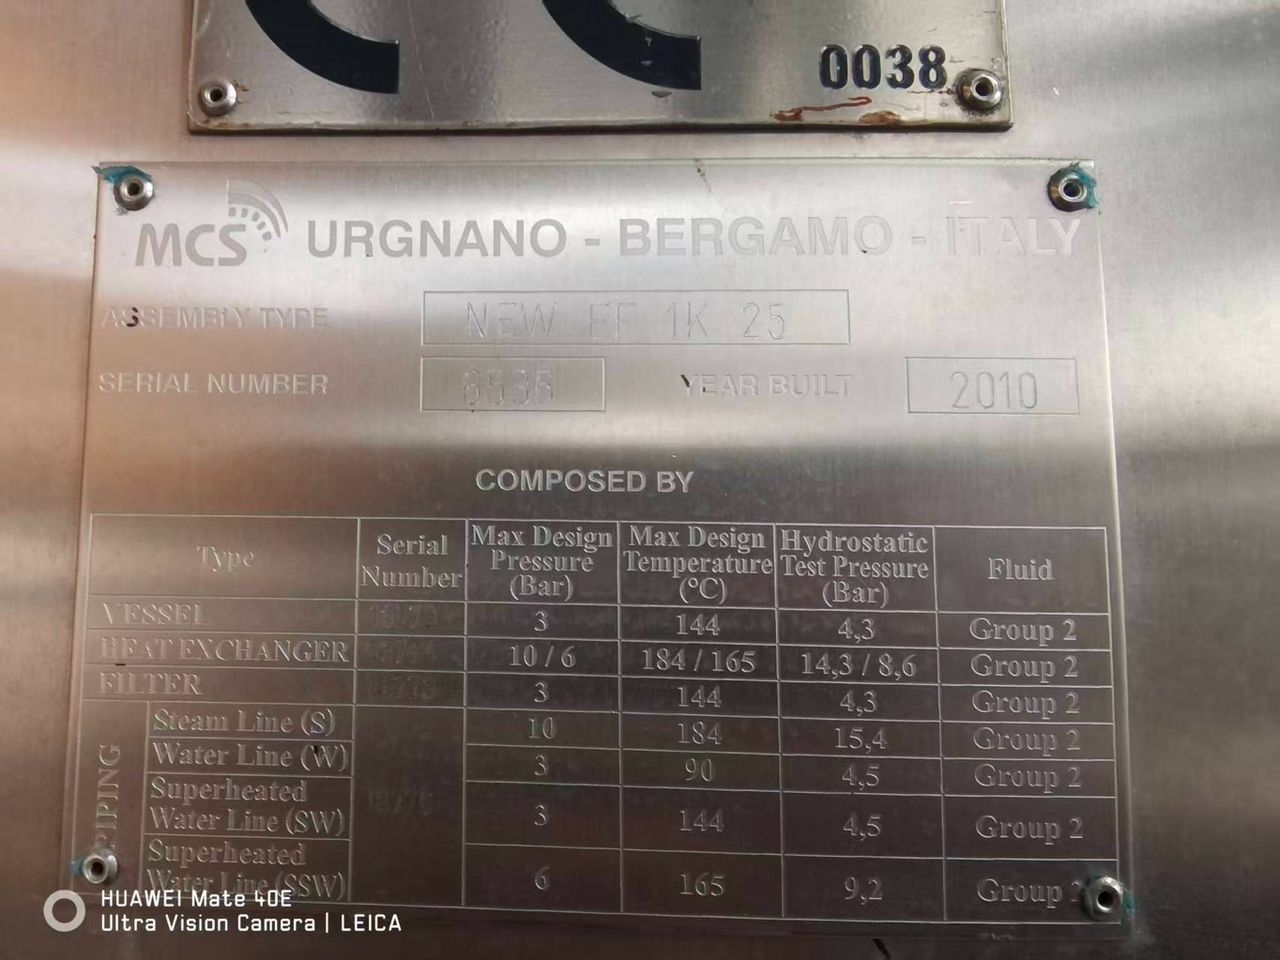 0038
MCS URGNANO - BERGAMO - ITALY
ASSEMBLY TYPE NEW EF 1K 25
SERIAL NUMBER YEAR BUILT 2010
COMPOSED BY
Type Serial Number Max Design Pressure (Bar) Max Design Temperature (°C) Hydrostatic Test Pressure (Bar) Fluid
VESSEL 3 144 4,3 Group 2
HEAT EXCHANGER 10 / 6 184 / 165 14,3 / 8,6 Group 2
FILTER 3 144 4,3 Group 2
PIPING
Steam Line (S) 10 184 15,4 Group 2
Water Line (W) 3 90 4,5 Group 2
Superheated Water Line (SW) 3 144 4,5 Group 2
Superheated Water Line (SSW) 6 165 9,2 Group 2
HUAWEI Mate 40E
Ultra Vision Camera | LEICA